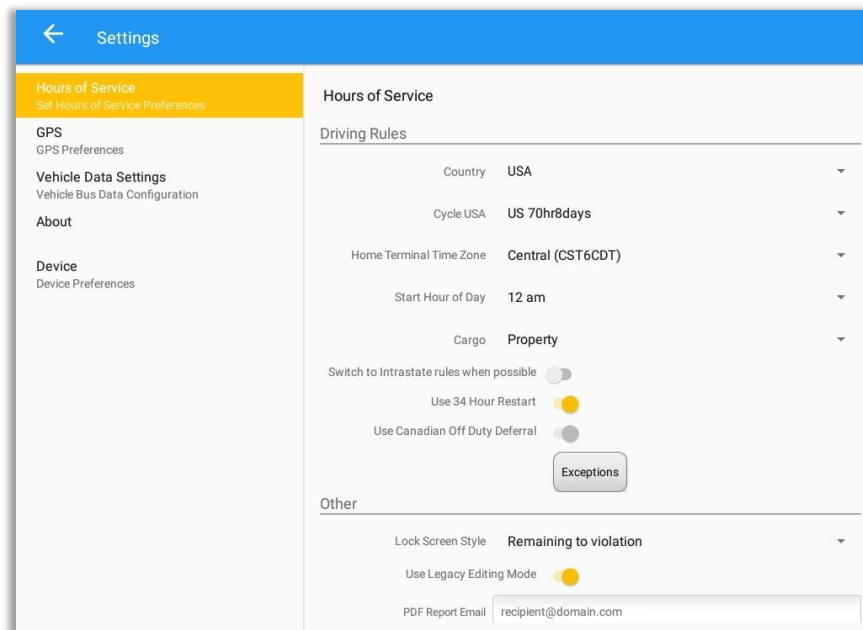 Settings
Hours of Service
Set Hours of Service Preferences
GPS
GPS Preferences
Vehicle Data Settings
Vehicle Bus Data Configuration
About
Device
Device Preferences
Hours of Service
Driving Rules
Country USA
Cycle USA US 70hr8days
Home Terminal Time Zone Central (CST6CDT)
Start Hour of Day 12 am
Cargo Property
Switch to Intrastate rules when possible
Use 34 Hour Restart
Use Canadian Off Duty Deferral
Exceptions
Other
Lock Screen Style Remaining to violation
Use Legacy Editing Mode
PDF Report Email recipient@domain.com